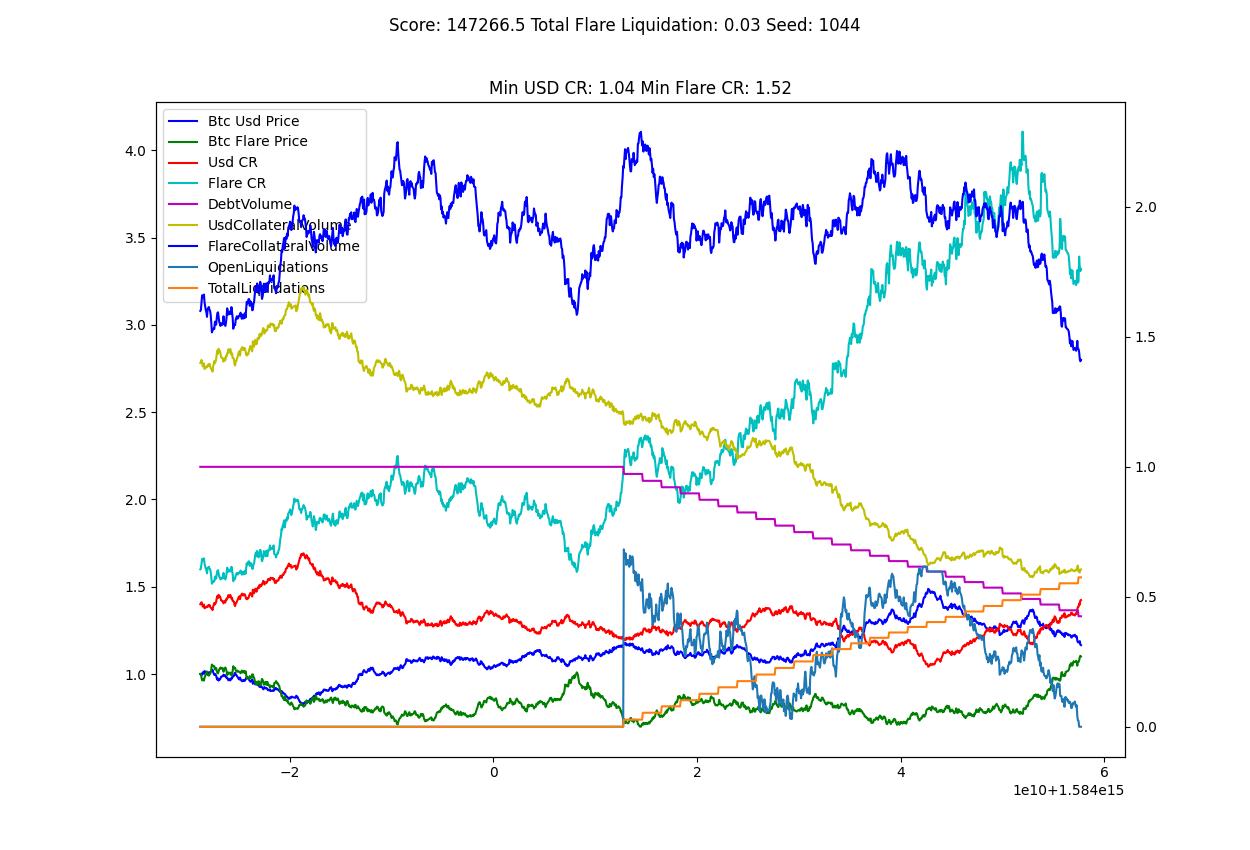 Score: 147266.5 Total Flare Liquidation: 0.03 Seed: 1044
Min USD CR: 1.04 Min Flare CR: 1.52
Btc Usd Price
Btc Flare Price
Usd CR
Flare CR
DebtVolume
UsdCollateralVolume
FlareCollateralVolume
OpenLiquidations
TotalLiquidations
4.0
3.5
3.0
2.5
2.0
1.5
1.0
2.0
1.5
1.0
0.5
0.0
−2
0
2
4
6
1e10+1.584e15